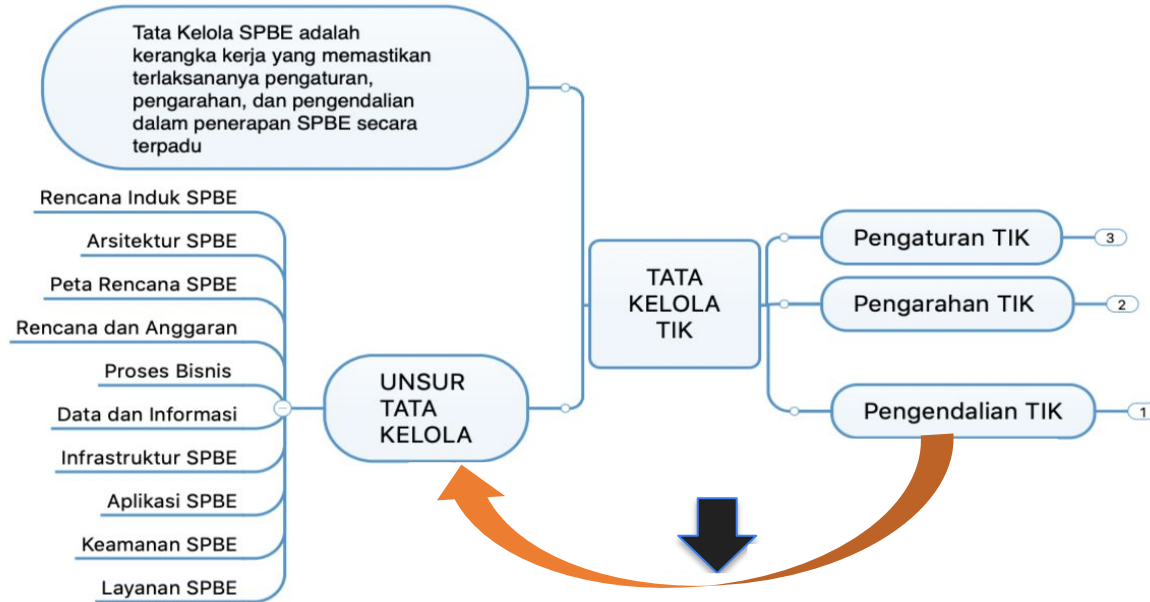 Tata Kelola SPBE adalah
kerangka kerja yang memastikan
terlaksananya pengaturan,
pengarahan, dan pengendalian
dalam penerapan SPBE secara
terpadu
Rencana Induk SPBE
Arsitektur SPBE
Peta Rencana SPBE
Rencana dan Anggaran
Proses Bisnis
Data dan Informasi
Infrastruktur SPBE
Aplikasi SPBE
Keamanan SPBE
Layanan SPBE
UNSUR
TATA
KELOLA
TATA
KELOLA
TIK
Pengaturan TIK
3
Pengarahan TIK
2
Pengendalian TIK
1